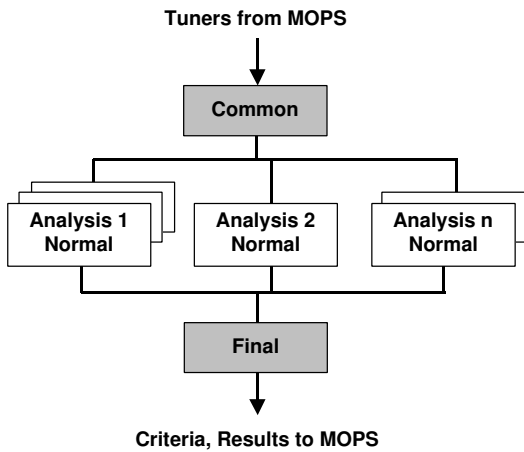 Tuners from MOPS
Common
Analysis 1
Normal
Analysis 2
Normal
Analysis n
Normal
Final
Criteria, Results to MOPS